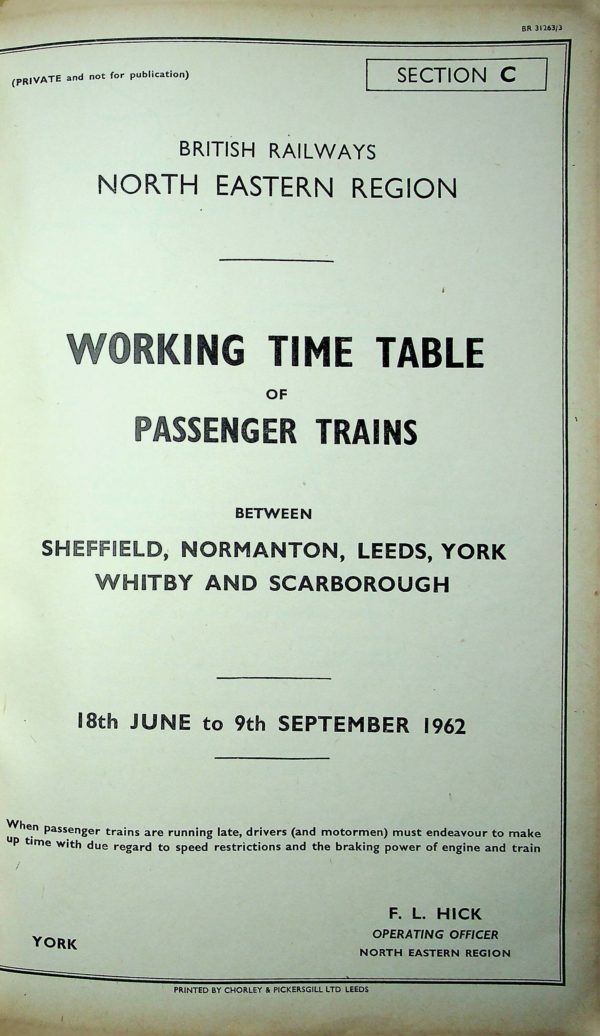 BR 31263/3
(PRIVATE and not for publication)
SECTION C
BRITISH RAILWAYS
NORTH EASTERN REGION
WORKING TIME TABLE
OF
PASSENGER TRAINS
BETWEEN
SHEFFIELD, NORMANTON, LEEDS, YORK
WHITBY AND SCARBOROUGH
18th JUNE to 9th SEPTEMBER 1962
When passenger trains are running late, drivers (and motormen) must endeavour to make
up time with due regard to speed restrictions and the braking power of engine and train
F. L. HICK
OPERATING OFFICER
NORTH EASTERN REGION
YORK
PRINTED BY CHORLEY & PICKERSGILL LTD LEEDS